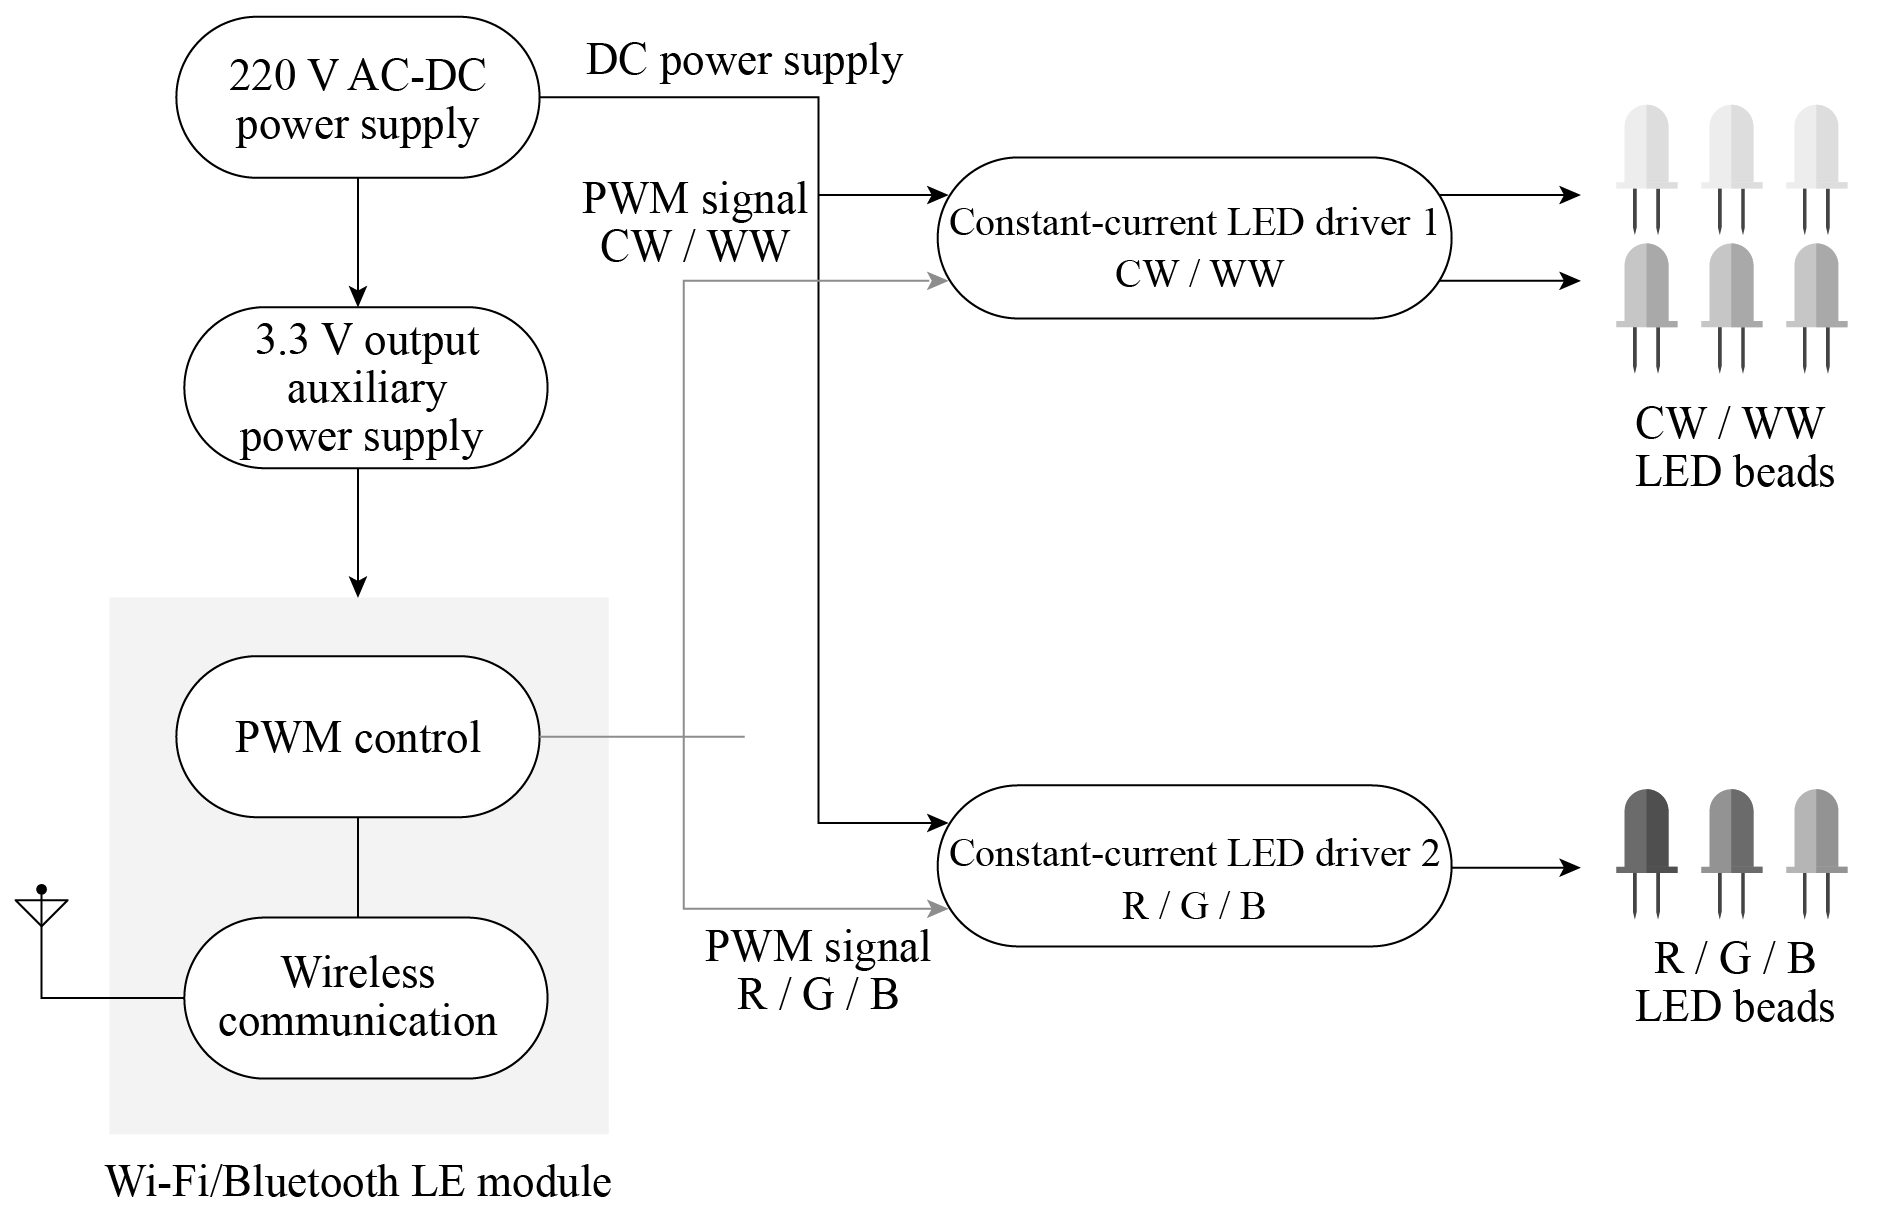 220 V AC-DC
power supply
DC power supply
PWM signal
CW / WW
Constant-current LED driver 1
CW / WW
3.3 V output
auxiliary
power supply
CW / WW
LED beads
PWM control
Constant-current LED driver 2
R / G / B
PWM signal
R / G / B
R / G / B
LED beads
Wireless
communication
Wi-Fi/Bluetooth LE module